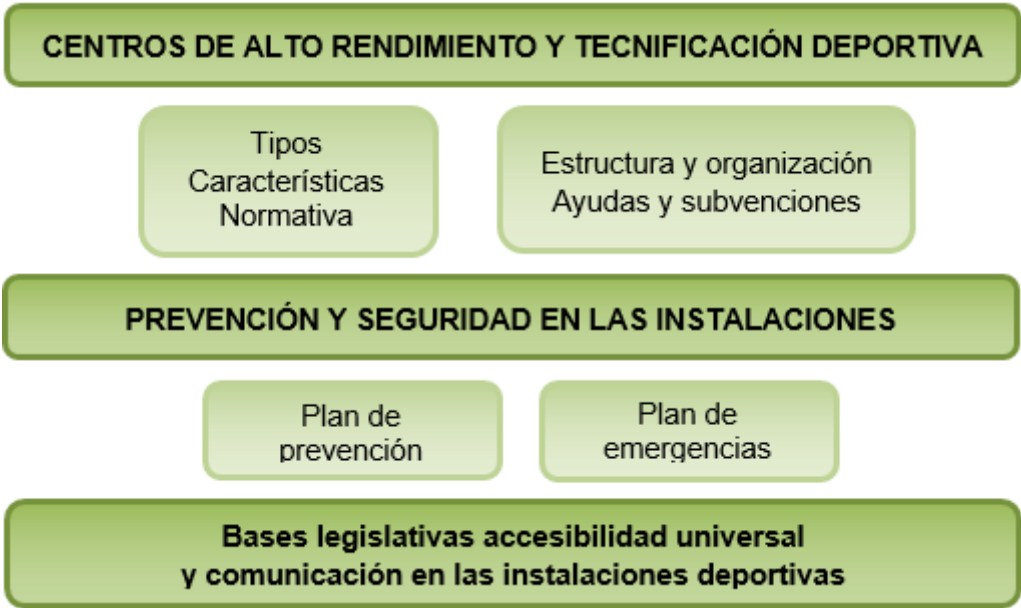 CENTROS DE ALTO RENDIMIENTO Y TECNIFICACIÓN DEPORTIVA
Tipos
Características
Normativa
Estructura y organización
Ayudas y subvenciones
PREVENCIÓN Y SEGURIDAD EN LAS INSTALACIONES
Plan de
prevención
Plan de
emergencias
Bases legislativas accesibilidad universal
y comunicación en las instalaciones deportivas